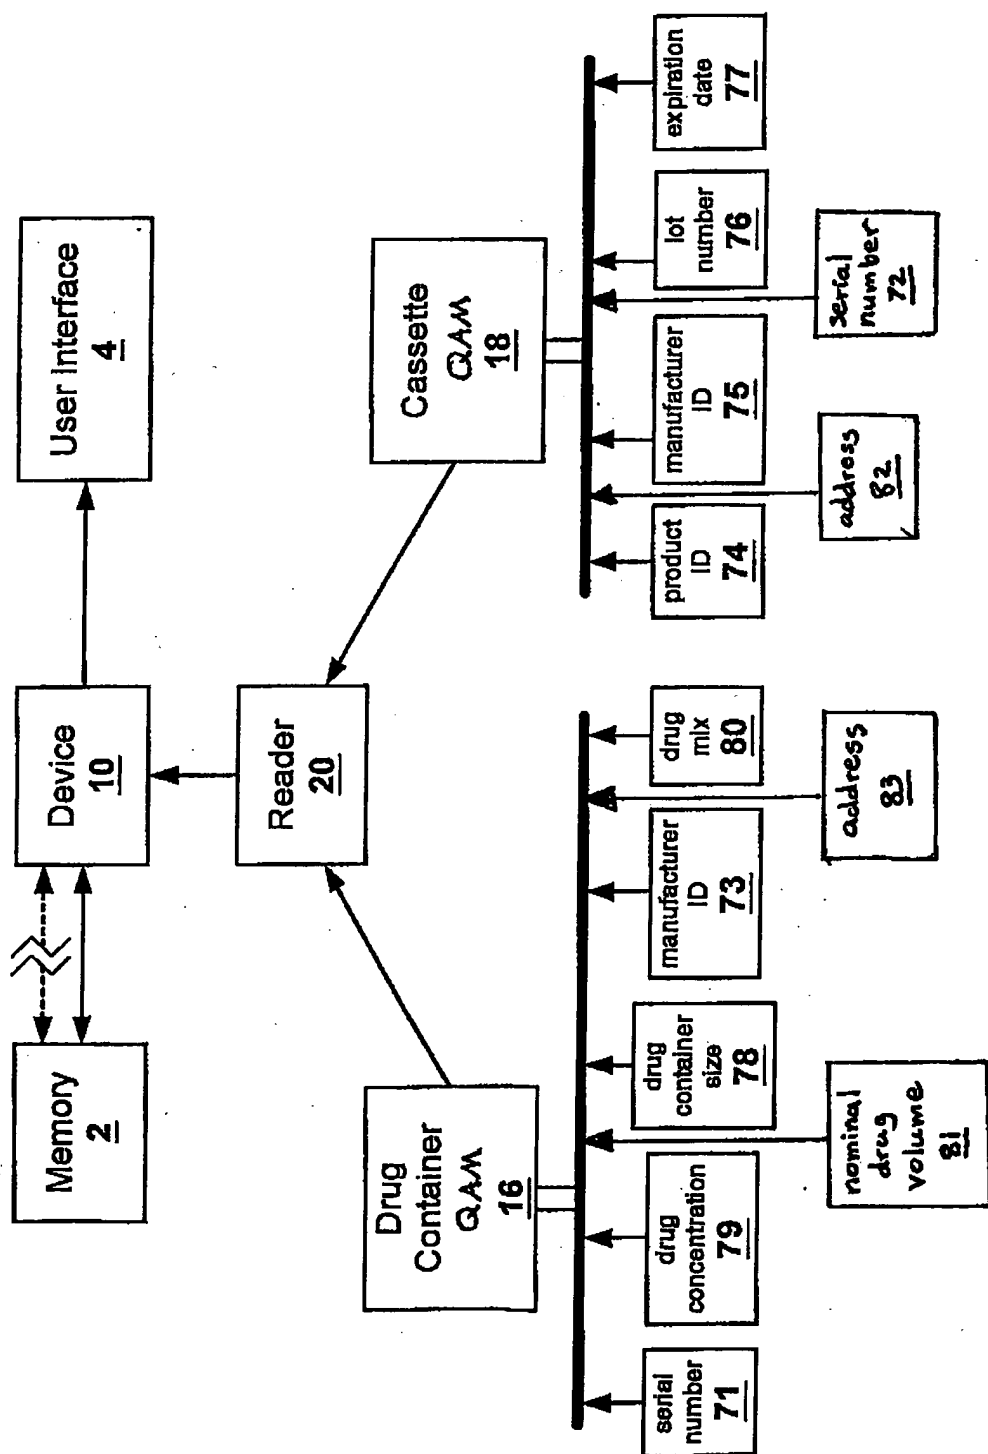 Memory
2
Device
10
User Interface
4
Reader
20
Drug
Container
QAM
16
Cassette
QAM
18
serial
number
71
drug
concentration
79
drug
container
size
78
manufacturer
ID
73
drug
mix
80
product
ID
74
manufacturer
ID
75
lot
number
76
expiration
date
77
nominal
drug
volume
81
address
83
address
82
serial
number
72